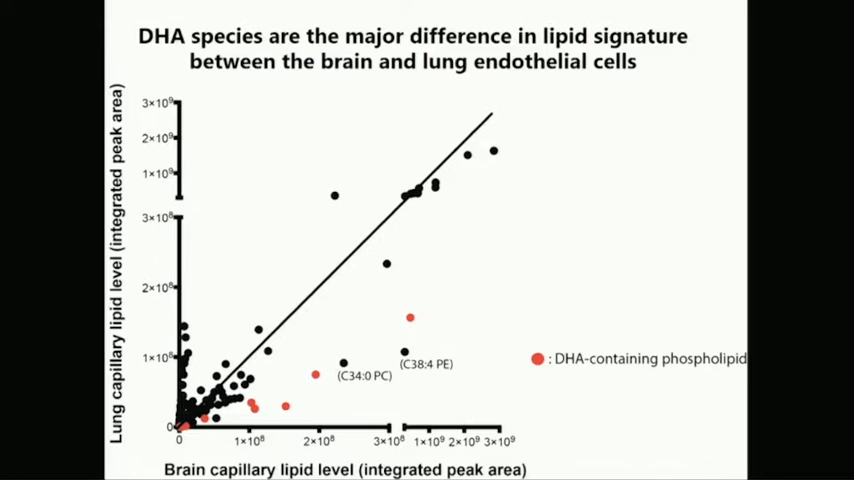 DHA species are the major difference in lipid signature
between the brain and lung endothelial cells
Lung capillary lipid level (integrated peak area)
3×10⁹
2×10⁹
1×10⁹
3×10⁸
2×10⁸
1×10⁸
0
(C34:0 PC)
(C38:4 PE)
: DHA-containing phospholipid
0 1×10⁸ 2×10⁸ 3×10⁸ 1×10⁹ 2×10⁹ 3×10⁹
Brain capillary lipid level (integrated peak area)